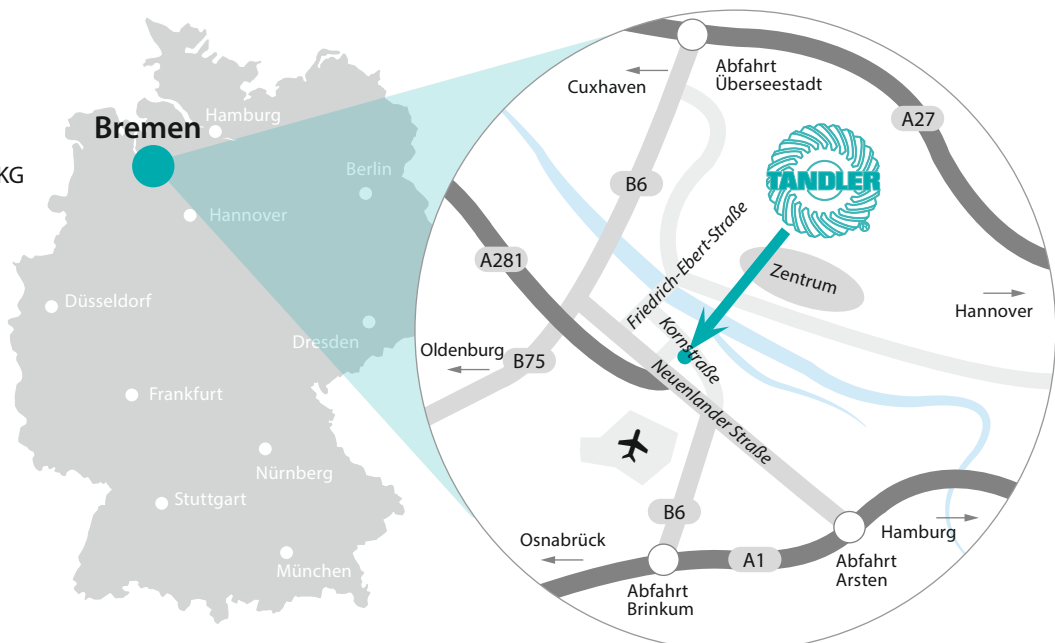 KG
Bremen
Hamburg
Berlin
Hannover
Düsseldorf
Dresden
Frankfurt
Nürnberg
Stuttgart
München
Abfahrt
Überseestadt
Cuxhaven
A27
B6
TANDLER
®
A281
Friedrich-Ebert-Straße
Zentrum
Hannover
Kornstraße
Oldenburg
B75
Neuenlander Straße
B6
Osnabrück
Hamburg
A1
Abfahrt
Arsten
Abfahrt
Brinkum